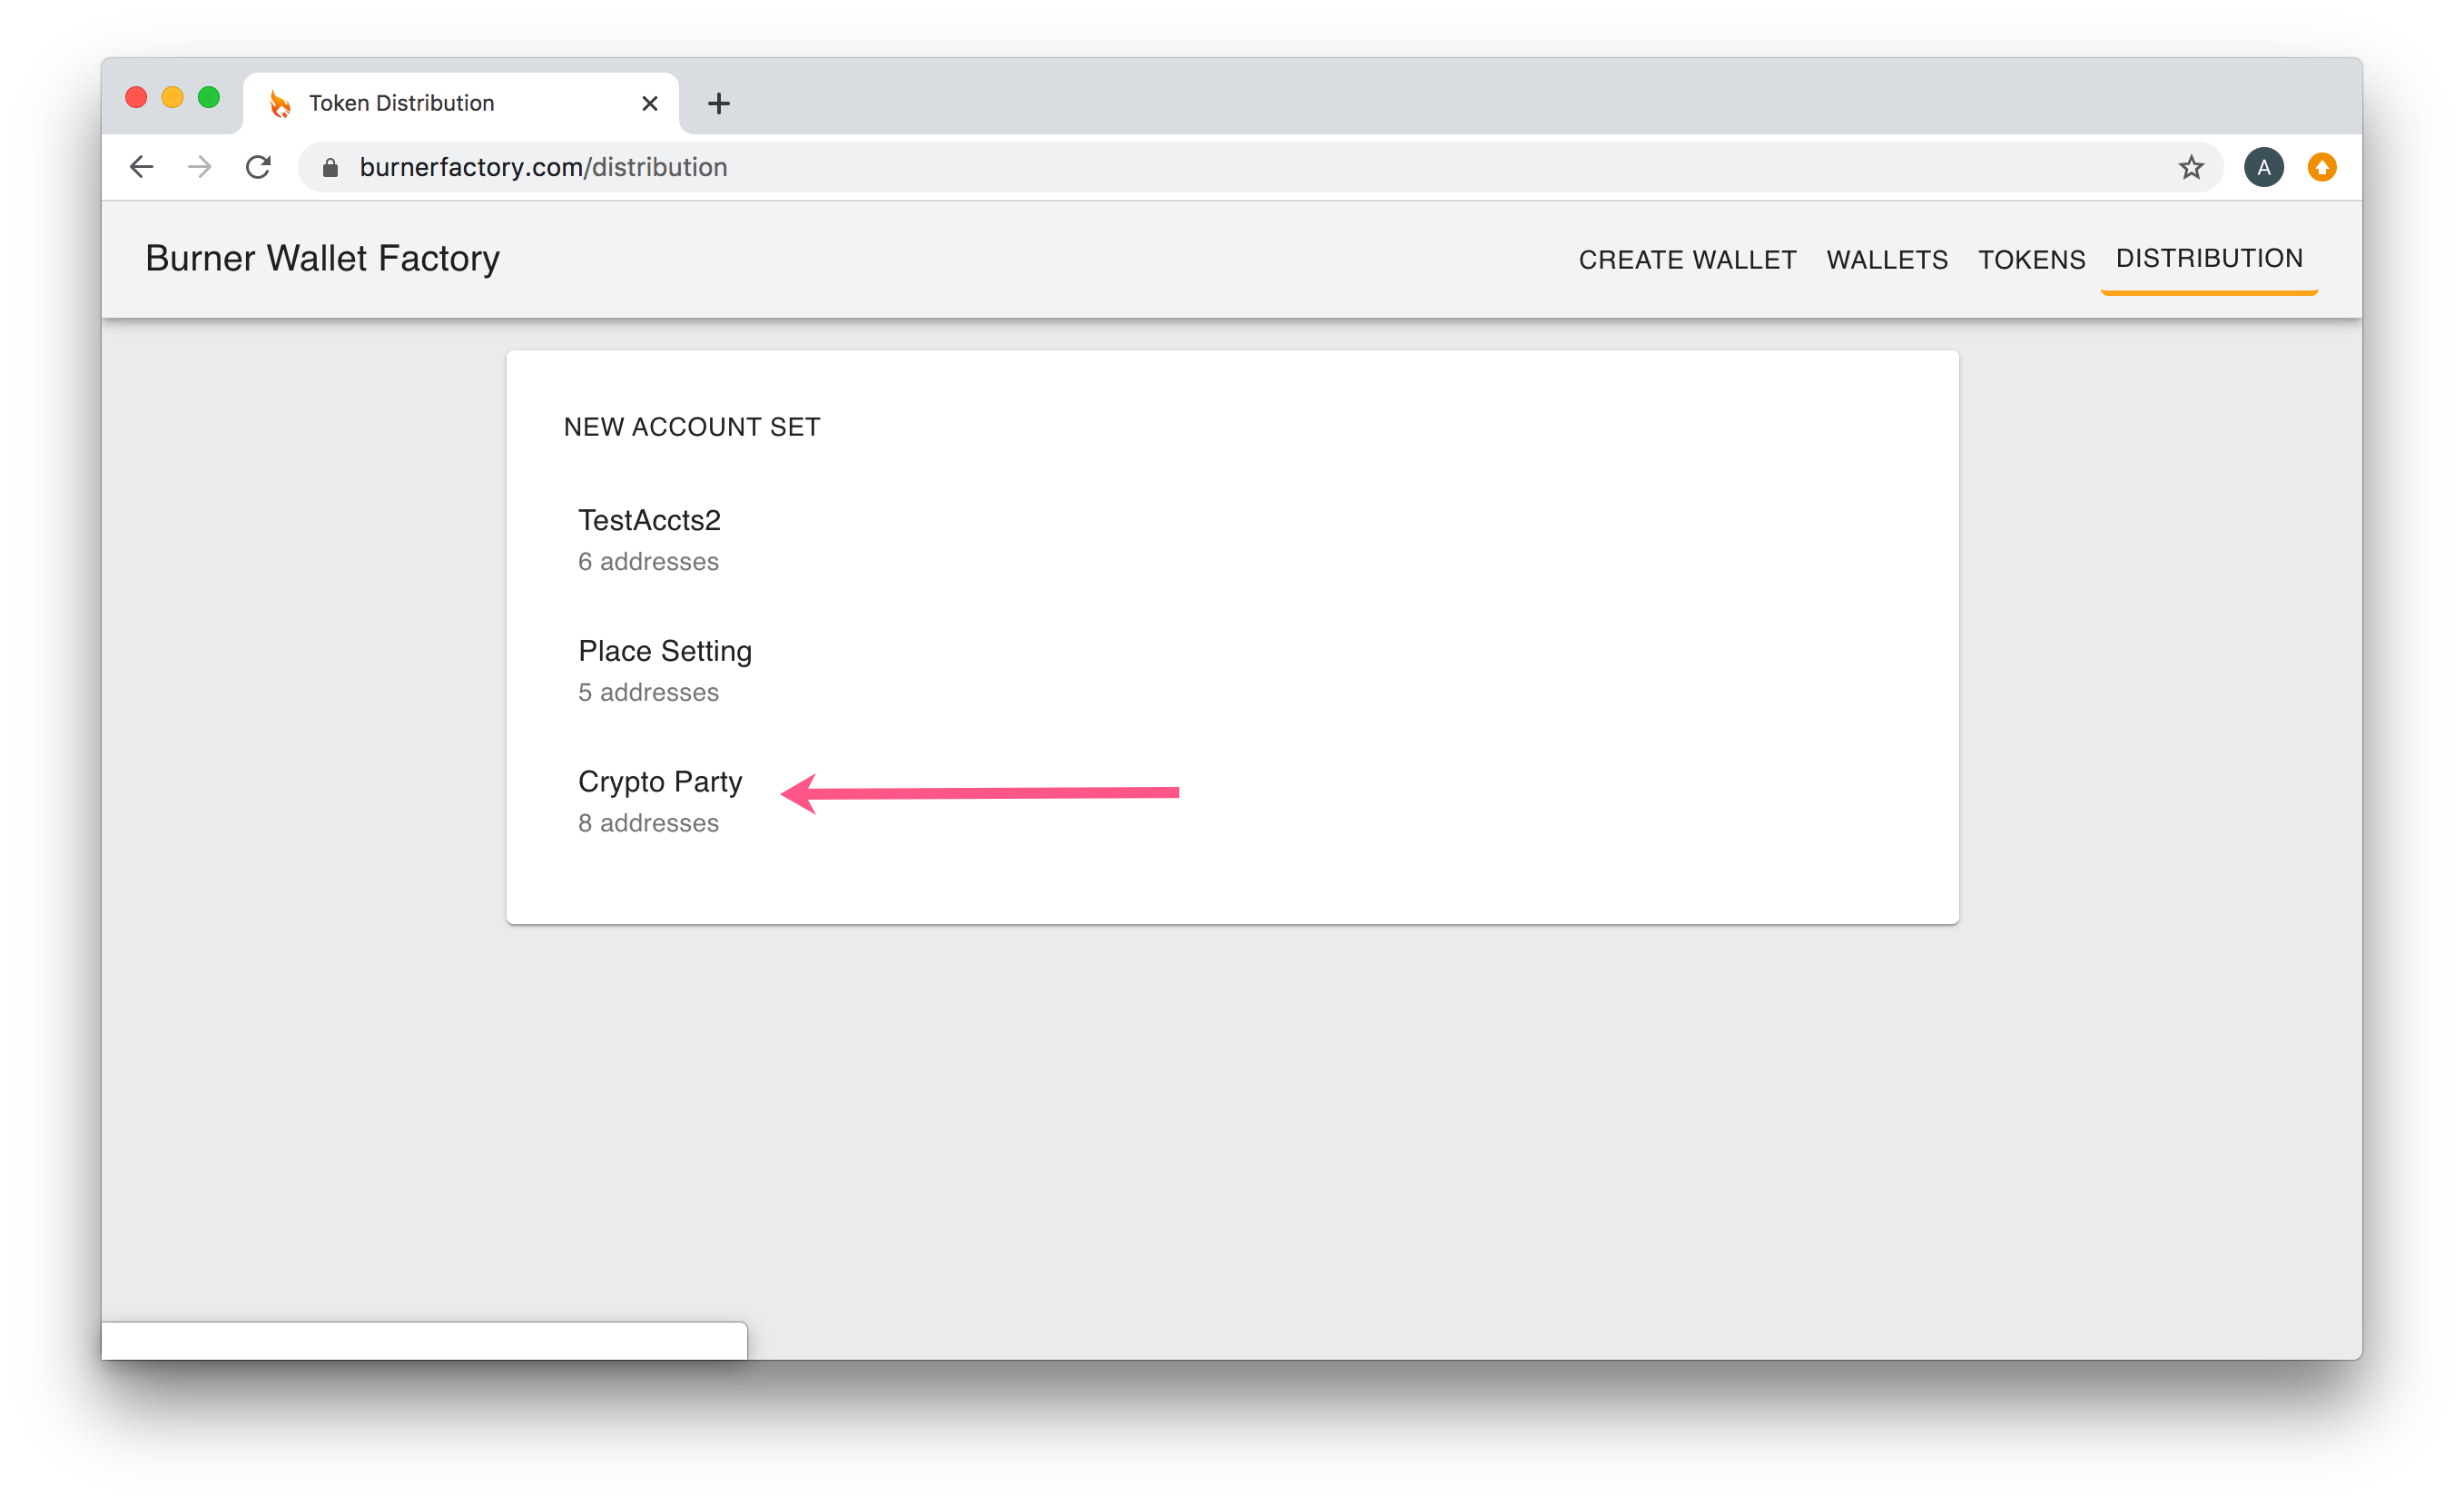 Token Distribution
burnerfactory.com/distribution
A
Burner Wallet Factory
CREATE WALLET WALLETS TOKENS DISTRIBUTION
NEW ACCOUNT SET
TestAccts2
6 addresses
Place Setting
5 addresses
Crypto Party
8 addresses